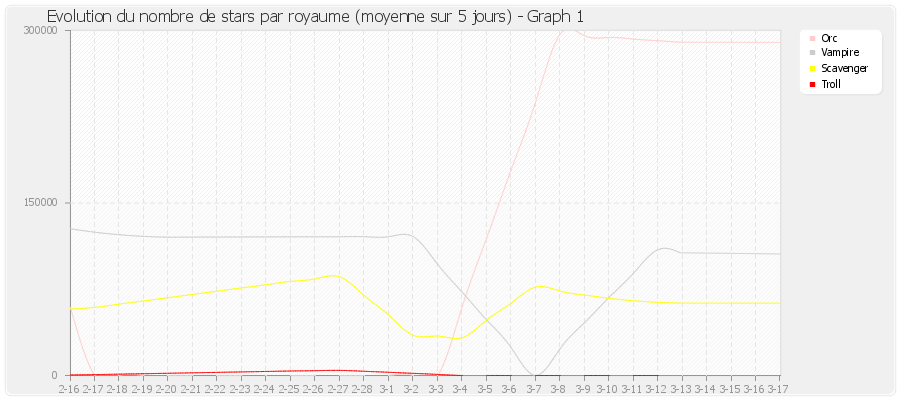 Evolution du nombre de stars par royaume (moyenne sur 5 jours) - Graph 1
300000
150000
0
Orc
Vampire
Scavenger
Troll
2-16 2-17 2-18 2-19 2-20 2-21 2-22 2-23 2-24 2-25 2-26 2-27 2-28 3-1 3-2 3-3 3-4 3-5 3-6 3-7 3-8 3-9 3-10 3-11 3-12 3-13 3-14 3-15 3-16 3-17